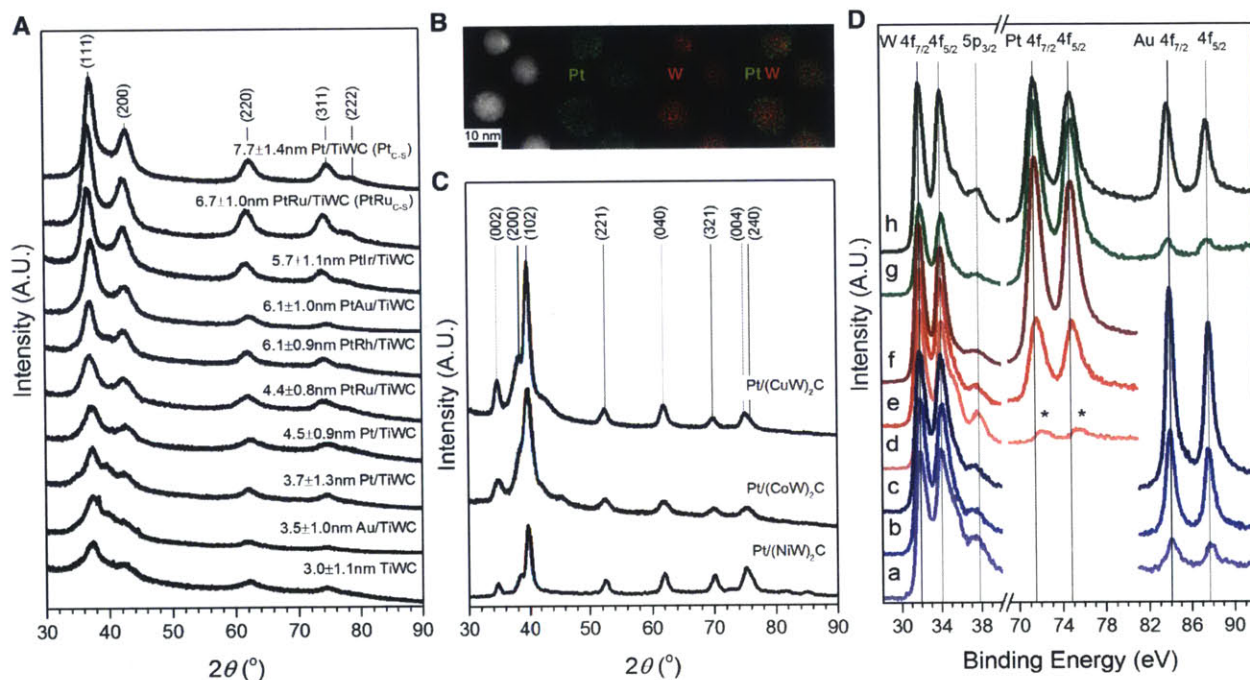 A
(111)
(200)
(220)
(311)
(222)
7.7±1.4nm Pt/TiWC (Pt_C-S)
6.7±1.0nm PtRu/TiWC (PtRu_C-S)
5.7±1.1nm PtIr/TiWC
6.1±1.0nm PtAu/TiWC
6.1±0.9nm PtRh/TiWC
4.4±0.8nm PtRu/TiWC
4.5±0.9nm Pt/TiWC
3.7±1.3nm Pt/TiWC
3.5±1.0nm Au/TiWC
3.0±1.1nm TiWC
Intensity (A.U.)
30 40 50 60 70 80 90
2θ (°)
B
Pt
W
Pt W
10 nm
C
(002)
(200)
(102)
(221)
(040)
(321)
(004)
(240)
Pt/(CuW)₂C
Pt/(CoW)₂C
Pt/(NiW)₂C
Intensity (A.U.)
30 40 50 60 70 80 90
2θ (°)
D
W 4f7/2 4f5/2 5p3/2 Pt 4f7/2 4f5/2 Au 4f7/2 4f5/2
h
g
f
e
d
* *
c
b
a
Intensity (A.U.)
30 34 38 70 74 78 82 86 90
Binding Energy (eV)